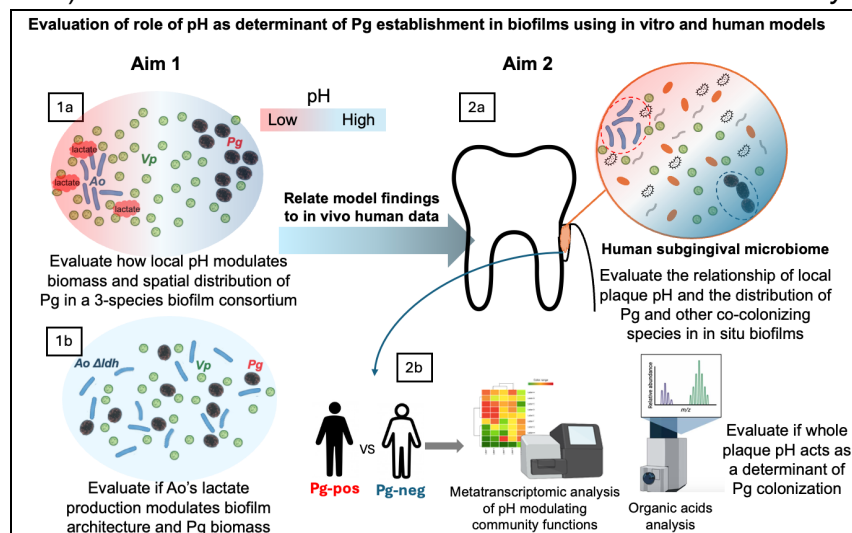 Evaluation of role of pH as determinant of Pg establishment in biofilms using in vitro and human models
Aim 1
Aim 2
1a
pH
Low High
lactate
lactate
lactate
Ao
Vp
Pg
Evaluate how local pH modulates
biomass and spatial distribution of
Pg in a 3-species biofilm consortium
Relate model findings
to in vivo human data
2a
Human subgingival microbiome
Evaluate the relationship of local
plaque pH and the distribution of
Pg and other co-colonizing
species in in situ biofilms
1b
Ao Δldh
Vp
Pg
Evaluate if Ao's lactate
production modulates biofilm
architecture and Pg biomass
2b
Pg-pos
vs
Pg-neg
Metatranscriptomic analysis
of pH modulating
community functions
Relative abundance
m/z
Organic acids
analysis
Evaluate if whole
plaque pH acts as
a determinant of
Pg colonization